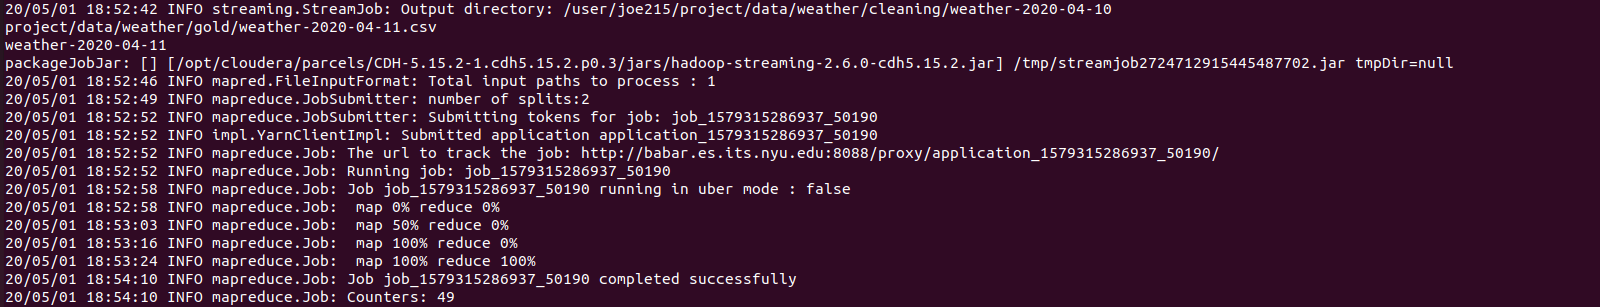 20/05/01 18:52:42 INFO streaming.StreamJob: Output directory: /user/joe215/project/data/weather/cleaning/weather-2020-04-10
project/data/weather/gold/weather-2020-04-11.csv
weather-2020-04-11
packageJobJar: [] [/opt/cloudera/parcels/CDH-5.15.2-1.cdh5.15.2.p0.3/jars/hadoop-streaming-2.6.0-cdh5.15.2.jar] /tmp/streamjob2724712915445487702.jar tmpDir=null
20/05/01 18:52:46 INFO mapred.FileInputFormat: Total input paths to process : 1
20/05/01 18:52:49 INFO mapreduce.JobSubmitter: number of splits:2
20/05/01 18:52:52 INFO mapreduce.JobSubmitter: Submitting tokens for job: job_1579315286937_50190
20/05/01 18:52:52 INFO impl.YarnClientImpl: Submitted application application_1579315286937_50190
20/05/01 18:52:52 INFO mapreduce.Job: The url to track the job: http://babar.es.its.nyu.edu:8088/proxy/application_1579315286937_50190/
20/05/01 18:52:52 INFO mapreduce.Job: Running job: job_1579315286937_50190
20/05/01 18:52:58 INFO mapreduce.Job: Job job_1579315286937_50190 running in uber mode : false
20/05/01 18:52:58 INFO mapreduce.Job:  map 0% reduce 0%
20/05/01 18:53:03 INFO mapreduce.Job:  map 50% reduce 0%
20/05/01 18:53:16 INFO mapreduce.Job:  map 100% reduce 0%
20/05/01 18:53:24 INFO mapreduce.Job:  map 100% reduce 100%
20/05/01 18:54:10 INFO mapreduce.Job: Job job_1579315286937_50190 completed successfully
20/05/01 18:54:10 INFO mapreduce.Job: Counters: 49